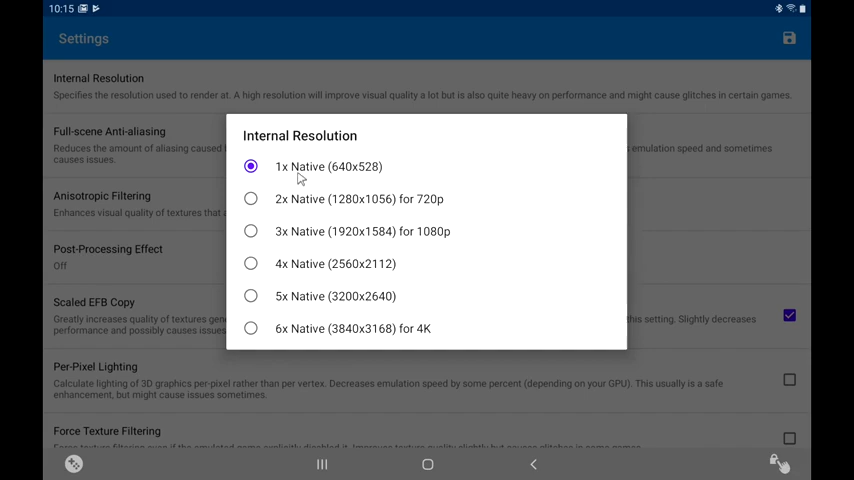 10:15
Settings
Internal Resolution
Specifies the resolution used to render at. A high resolution will improve visual quality a lot but is also quite heavy on performance and might cause glitches in certain games.
Full-scene Anti-aliasing
Reduces the amount of aliasing caused
emulation speed and sometimes
causes issues.
Anisotropic Filtering
Enhances visual quality of textures that
Post-Processing Effect
Off
Scaled EFB Copy
Greatly increases quality of textures
this setting. Slightly decreases
performance and possibly causes issues
Per-Pixel Lighting
Calculate lighting of 3D graphics per-pixel rather than per vertex. Decreases emulation speed by some percent (depending on your GPU). This usually is a safe
enhancement, but might cause issues sometimes.
Force Texture Filtering
Internal Resolution
1x Native (640x528)
2x Native (1280x1056) for 720p
3x Native (1920x1584) for 1080p
4x Native (2560x2112)
5x Native (3200x2640)
6x Native (3840x3168) for 4K